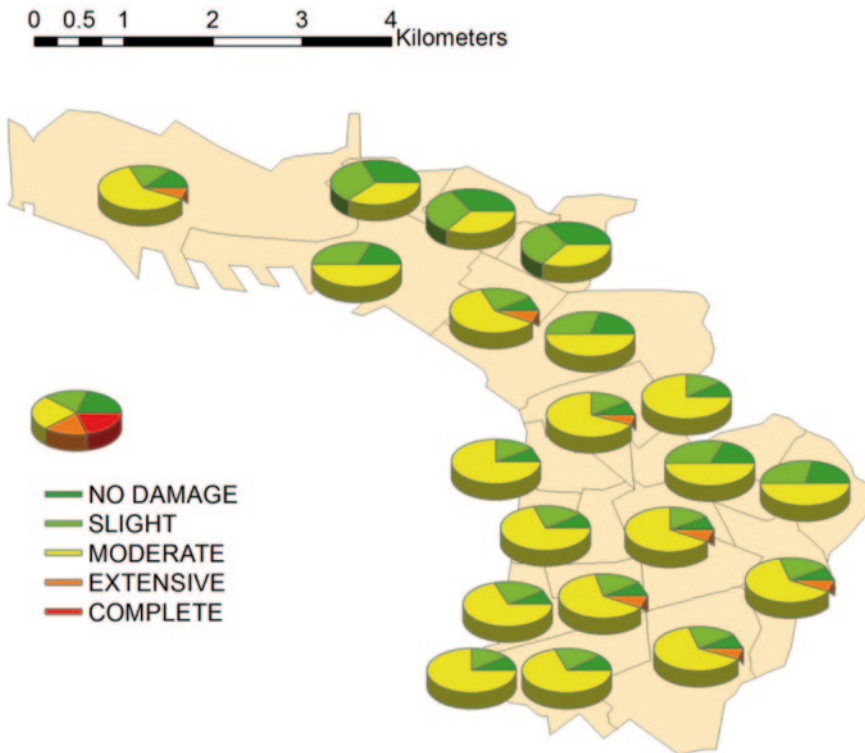 0 0.5 1 2 3 4
Kilometers
NO DAMAGE
SLIGHT
MODERATE
EXTENSIVE
COMPLETE